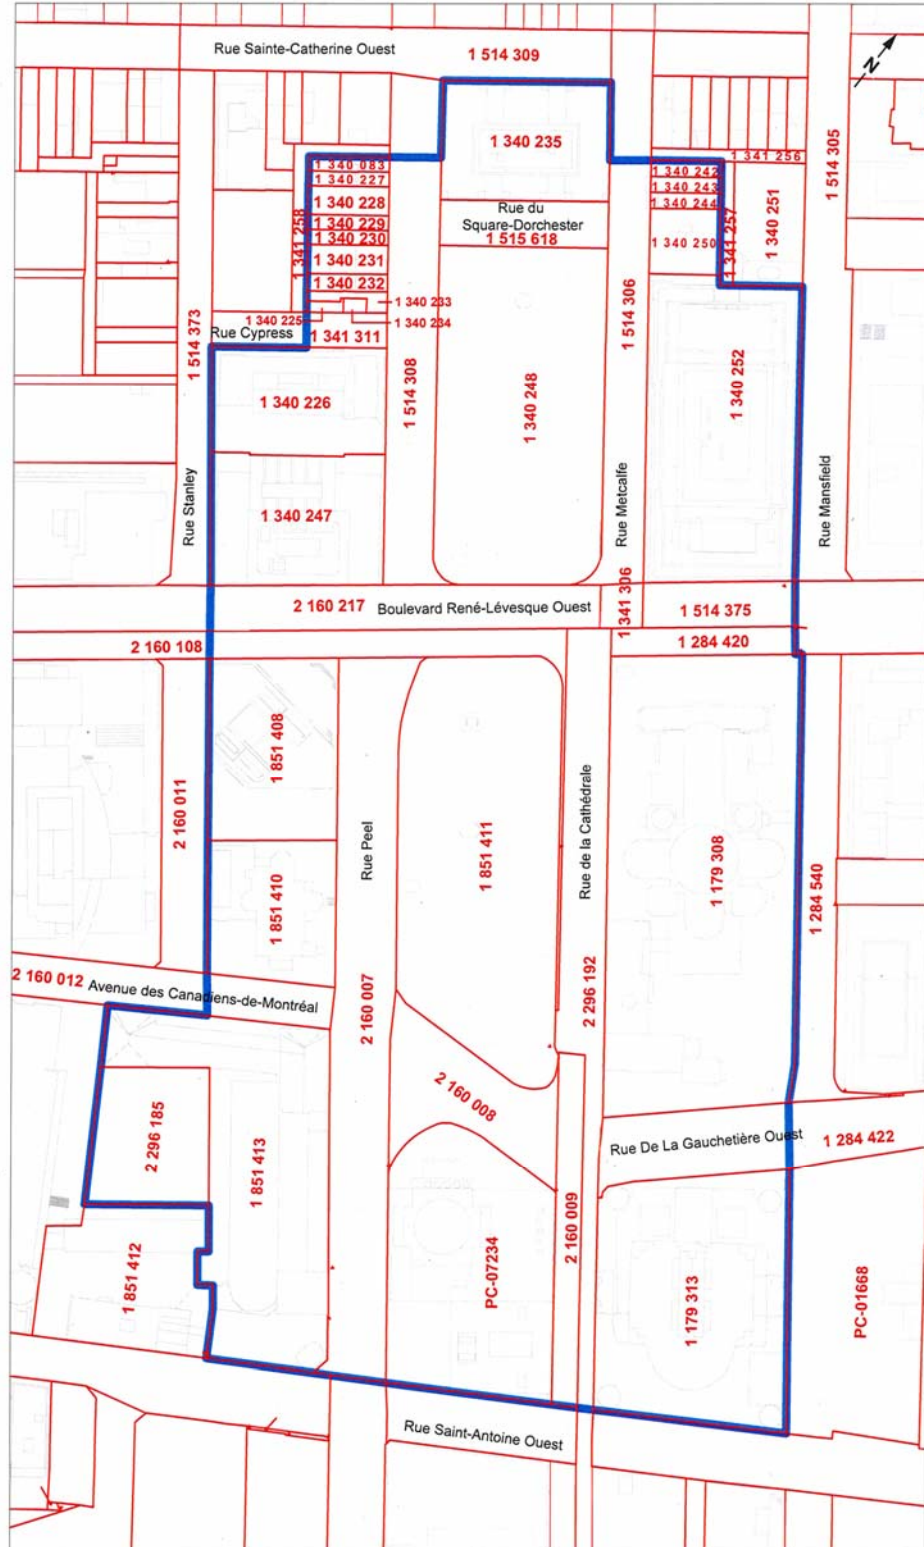 Rue Sainte-Catherine Ouest
1 514 309
N
1 340 235
1 341 256
1 514 305
1 340 083
1 340 227
1 340 228
1 340 229
1 340 230
1 340 231
1 340 232
1 341 258
1 340 233
1 340 225
1 340 234
Rue Cypress
1 341 311
Rue du
Square-Dorchester
1 515 618
1 340 242
1 340 243
1 340 244
1 340 250
1 341 257
1 340 251
1 514 373
1 514 308
1 514 306
1 340 248
1 340 252
1 340 226
Rue Stanley
1 340 247
Rue Metcalfe
Rue Mansfield
2 160 217
Boulevard René-Lévesque Ouest
1 341 306
1 514 375
2 160 108
1 284 420
1 851 408
2 160 011
Rue Peel
1 851 411
Rue de la Cathédrale
1 179 308
1 851 410
1 284 540
2 160 012
Avenue des Canadiens-de-Montréal
2 160 007
2 296 192
2 160 008
2 296 185
1 851 413
Rue De La Gauchetière Ouest
1 284 422
2 160 009
1 851 412
PC-07234
1 179 313
PC-01668
Rue Saint-Antoine Ouest